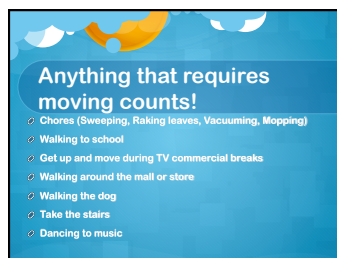 Anything that requires
moving counts!
Chores (Sweeping, Raking leaves, Vacuuming, Mopping)
Walking to school
Get up and move during TV commercial breaks
Walking around the mall or store
Walking the dog
Take the stairs
Dancing to music